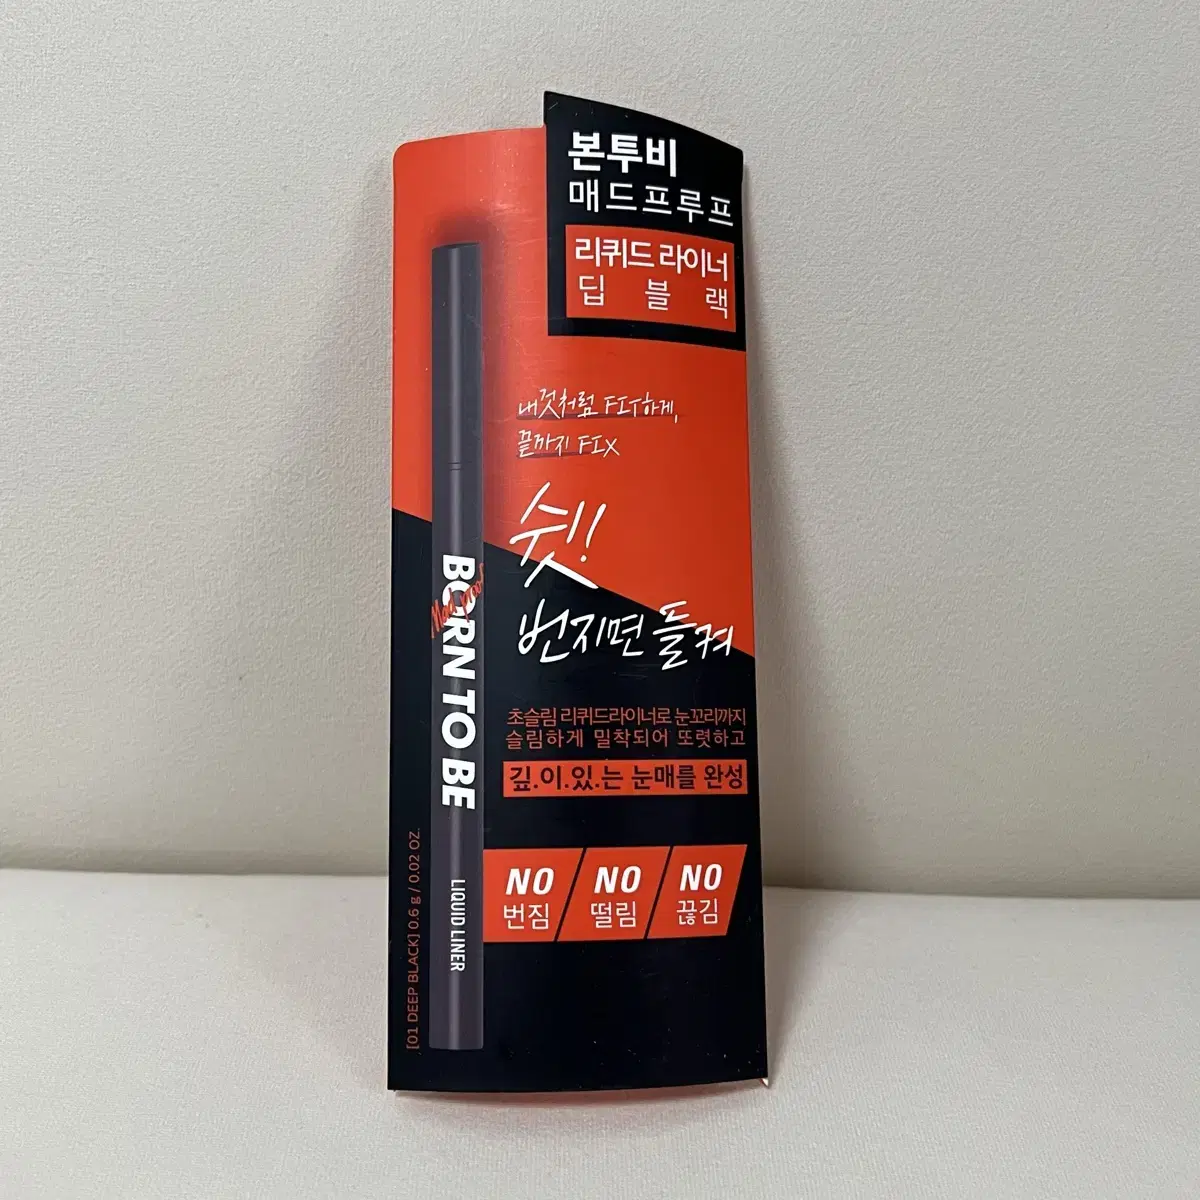 본투비
매드프루프
리퀴드 라이너
딥 블 랙
내것처럼 FIT하게,
끝까지 FIX
쉿!
번지면 플켜
초슬림 리퀴드라이너로 눈꼬리까지
슬림하게 밀착되어 또렷하고
깊.이.있.는 눈매를 완성
NO 번짐
NO 떨림
NO 끊김
BORN TO BE
Mad proof
LIQUID LINER
[01 DEEP BLACK] 0.6 g / 0.02 OZ.